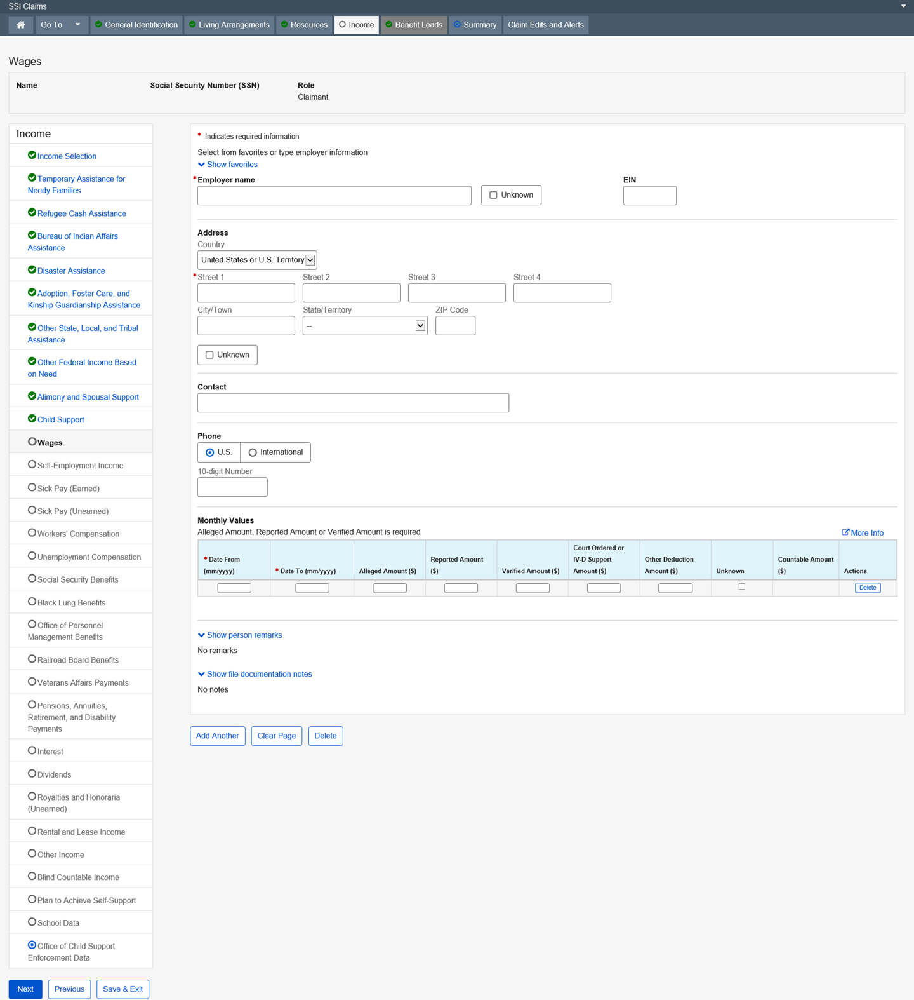 SSI Claims
Go To
General Identification
Living Arrangements
Resources
Income
Benefit Leads
Summary
Claim Edits and Alerts
Wages
Name
Social Security Number (SSN)
Role
Claimant
Income
Income Selection
Temporary Assistance for
Needy Families
Refugee Cash Assistance
Bureau of Indian Affairs
Assistance
Disaster Assistance
Adoption, Foster Care, and
Kinship Guardianship Assistance
Other State, Local, and Tribal
Assistance
Other Federal Income Based
on Need
Alimony and Spousal Support
Child Support
Wages
Self-Employment Income
Sick Pay (Earned)
Sick Pay (Unearned)
Workers' Compensation
Unemployment Compensation
Social Security Benefits
Black Lung Benefits
Office of Personnel
Management Benefits
Railroad Board Benefits
Veterans Affairs Payments
Pensions, Annuities,
Retirement, and Disability
Payments
Interest
Dividends
Royalties and Honoraria
(Unearned)
Rental and Lease Income
Other Income
Blind Countable Income
Plan to Achieve Self-Support
School Data
Office of Child Support
Enforcement Data
* Indicates required information
Select from favorites or type employer information
Show favorites
* Employer name
Unknown
EIN
Address
Country
United States or U.S. Territory
* Street 1
Street 2
Street 3
Street 4
City/Town
State/Territory
ZIP Code
--
Unknown
Contact
Phone
U.S.
International
10-digit Number
Monthly Values
Alleged Amount, Reported Amount or Verified Amount is required
More Info
* Date From
(mm/yyyy)
* Date To (mm/yyyy)
Alleged Amount ($)
Reported Amount
($)
Verified Amount ($)
Court Ordered or
IV-D Support
Amount ($)
Other Deduction
Amount ($)
Unknown
Countable Amount
($)
Actions
Delete
Show person remarks
No remarks
Show file documentation notes
No notes
Add Another
Clear Page
Delete
Next
Previous
Save & Exit